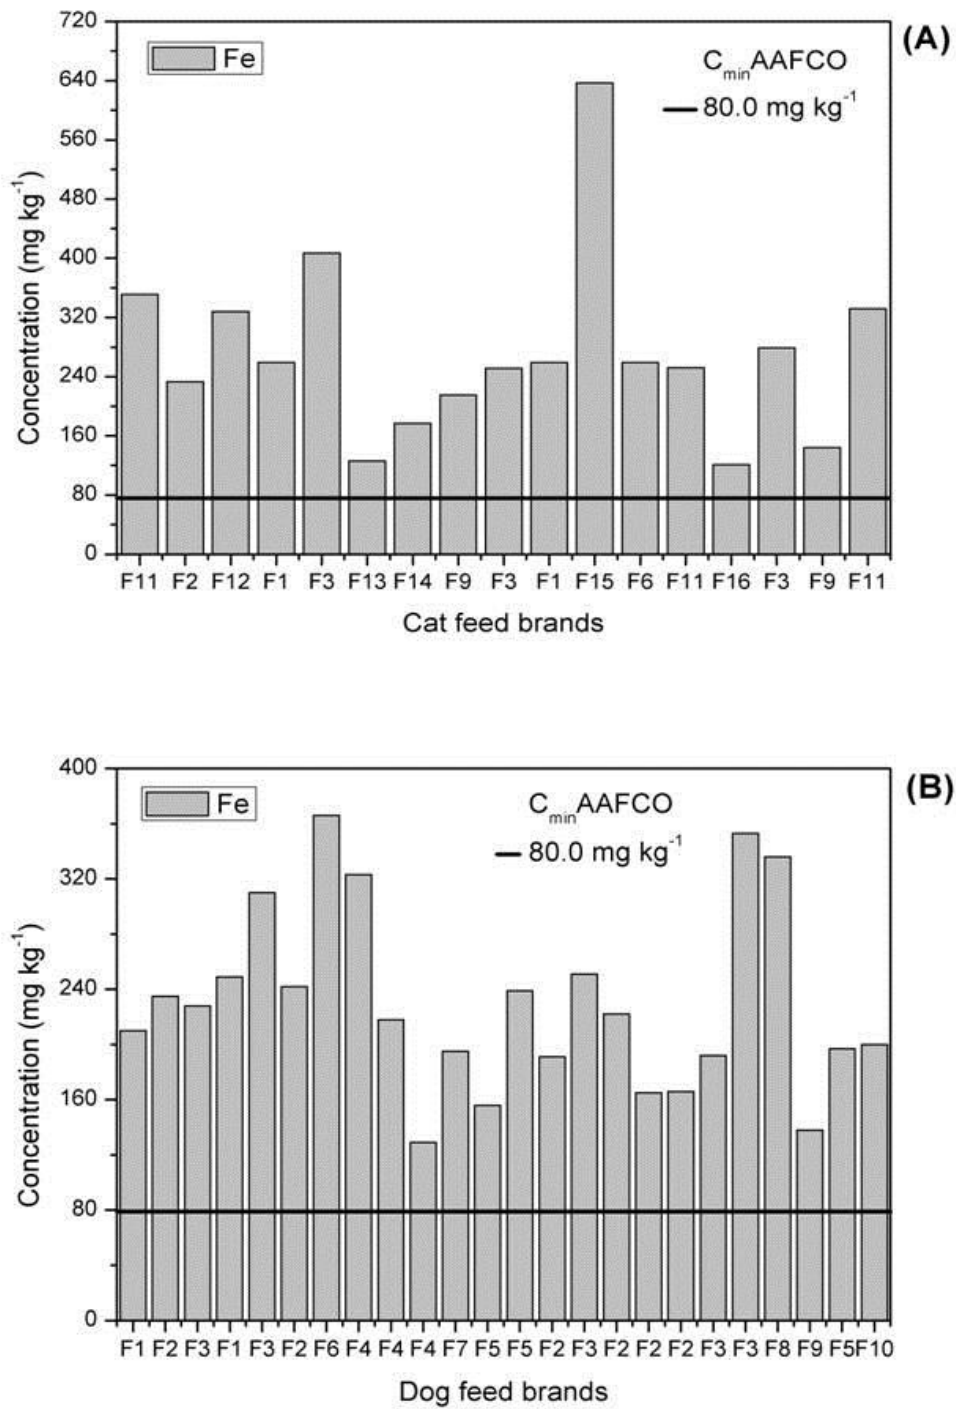 (A)
Fe
CminAAFCO
80.0 mg kg-1
720
640
560
480
400
320
240
160
80
0
Concentration (mg kg-1)
F11 F2 F12 F1 F3 F13 F14 F9 F3 F1 F15 F6 F11 F16 F3 F9 F11
Cat feed brands
(B)
Fe
CminAAFCO
80.0 mg kg-1
400
320
240
160
80
0
Concentration (mg kg-1)
F1 F2 F3 F1 F3 F2 F6 F4 F4 F4 F7 F5 F5 F2 F3 F2 F2 F2 F3 F3 F8 F9 F5 F10
Dog feed brands